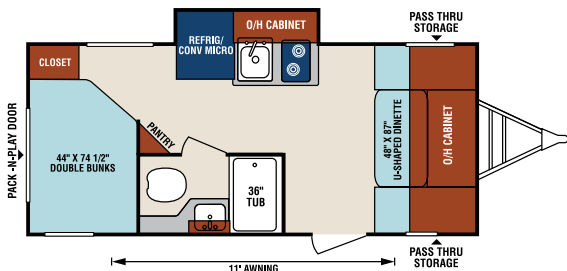 PASS THRU
STORAGE
REFRIG/
CONV MICRO
O/H CABINET
CLOSET
PACK -N-PLAY DOOR
44" X 74 1/2"
DOUBLE BUNKS
PANTRY
36"
TUB
48" X 87"
U-SHAPED DINETTE
O/H CABINET
PASS THRU
STORAGE
11' AWNING